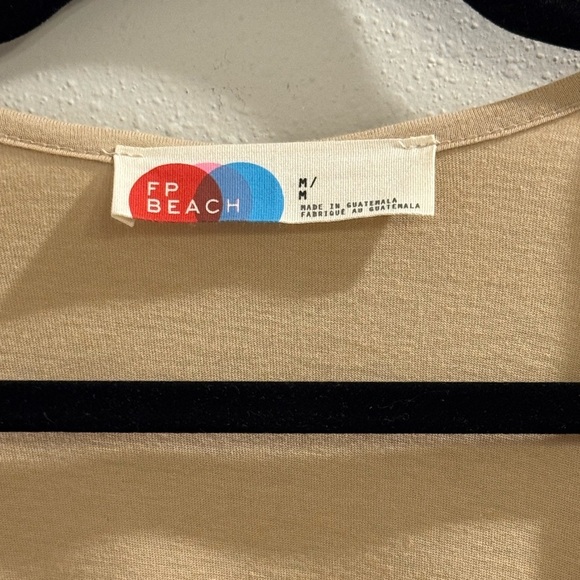 FP
BEACH
M/
M
MADE IN GUATEMALA
FABRIQUÉ AU GUATEMALA